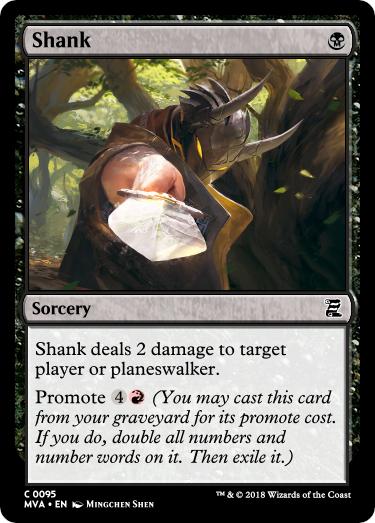 Shank
Sorcery
Shank deals 2 damage to target
player or planeswalker.
Promote 4 (You may cast this card
from your graveyard for its promote cost.
If you do, double all numbers and
number words on it. Then exile it.)
C 0095
MVA • EN Mingchen Shen
™ & © 2018 Wizards of the Coast